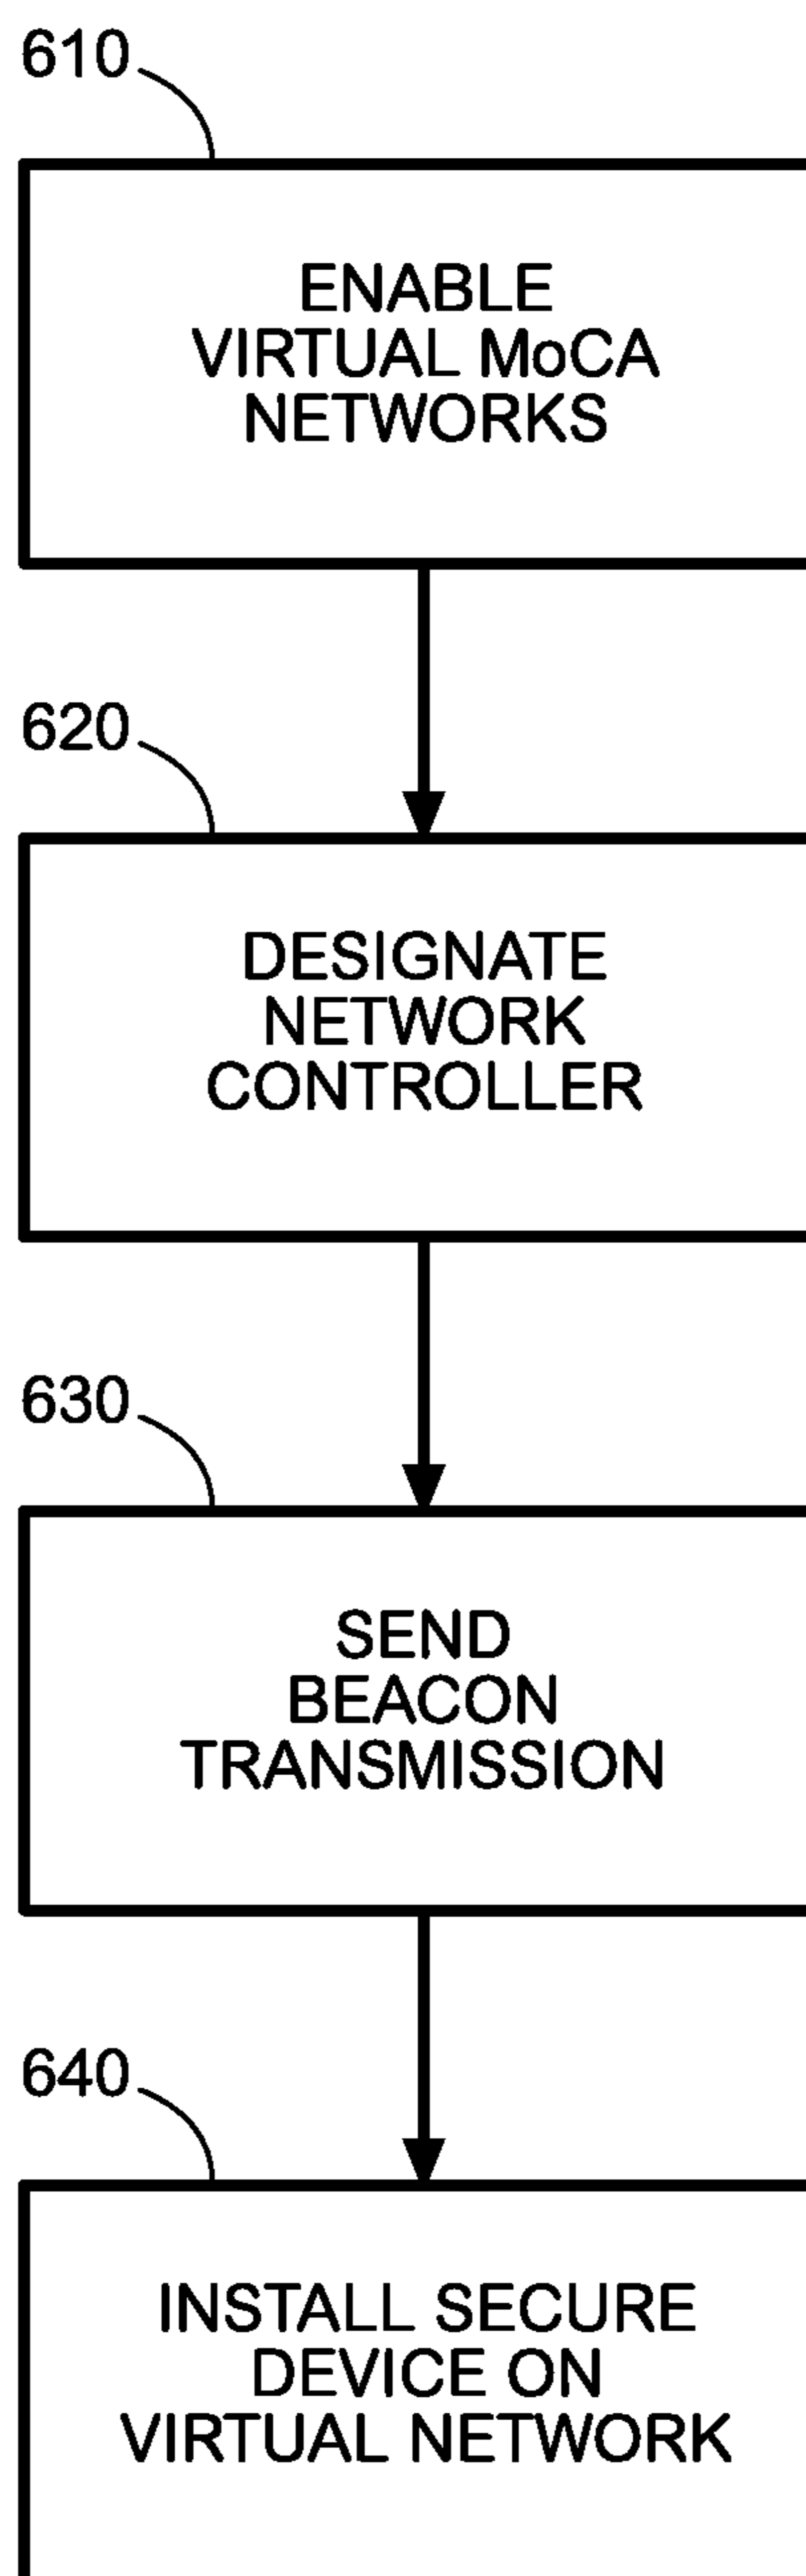 610
ENABLE
VIRTUAL MoCA
NETWORKS
620
DESIGNATE
NETWORK
CONTROLLER
630
SEND
BEACON
TRANSMISSION
640
INSTALL SECURE
DEVICE ON
VIRTUAL NETWORK